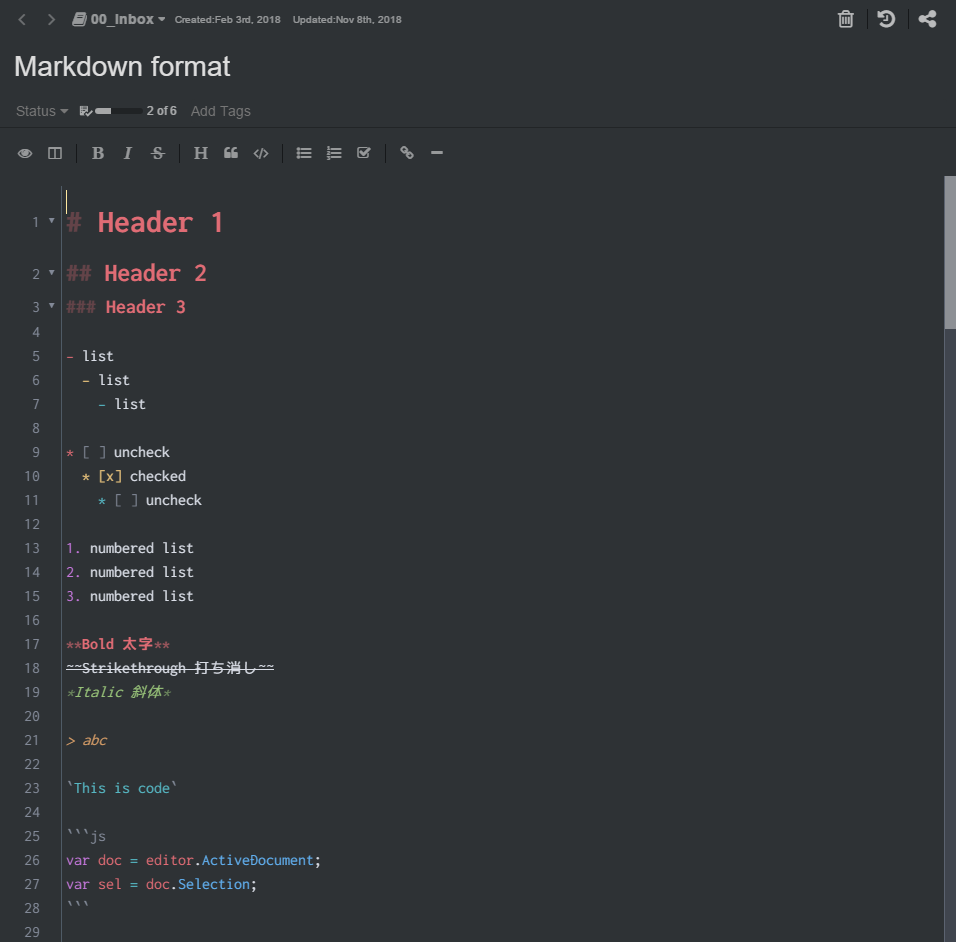 00_Inbox Created:Feb 3rd, 2018 Updated:Nov 8th, 2018
Markdown format
Status 2 of 6 Add Tags
B I S H
1 # Header 1
2 ## Header 2
3 ### Header 3
4
5 - list
6   - list
7     - list
8
9 * [ ] uncheck
10   * [x] checked
11     * [ ] uncheck
12
13 1. numbered list
14 2. numbered list
15 3. numbered list
16
17 **Bold 太字**
18 ~~Strikethrough 打ち消し~~
19 *Italic 斜体*
20
21 > abc
22
23 `This is code`
24
25 ```js
26 var doc = editor.ActiveDocument;
27 var sel = doc.Selection;
28 ```
29